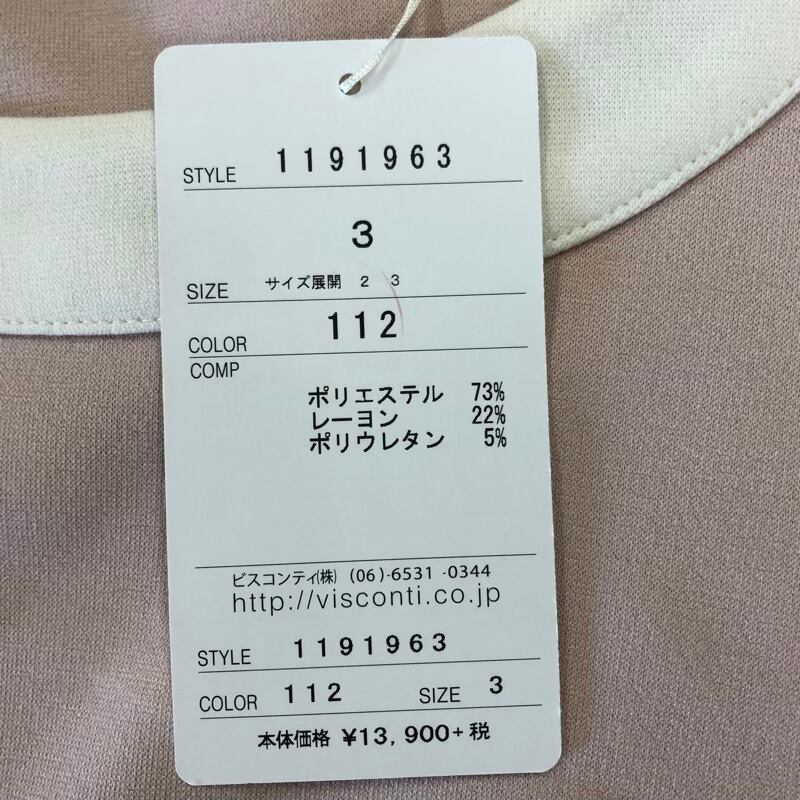 STYLE 1191963
3
SIZE サイズ展開 2 3
COLOR 112
COMP
ポリエステル 73%
レーヨン 22%
ポリウレタン 5%
ビスコンティ(株) (06)-6531-0344
http://visconti.co.jp
STYLE 1191963
COLOR 112 SIZE 3
本体価格 ¥13,900+税